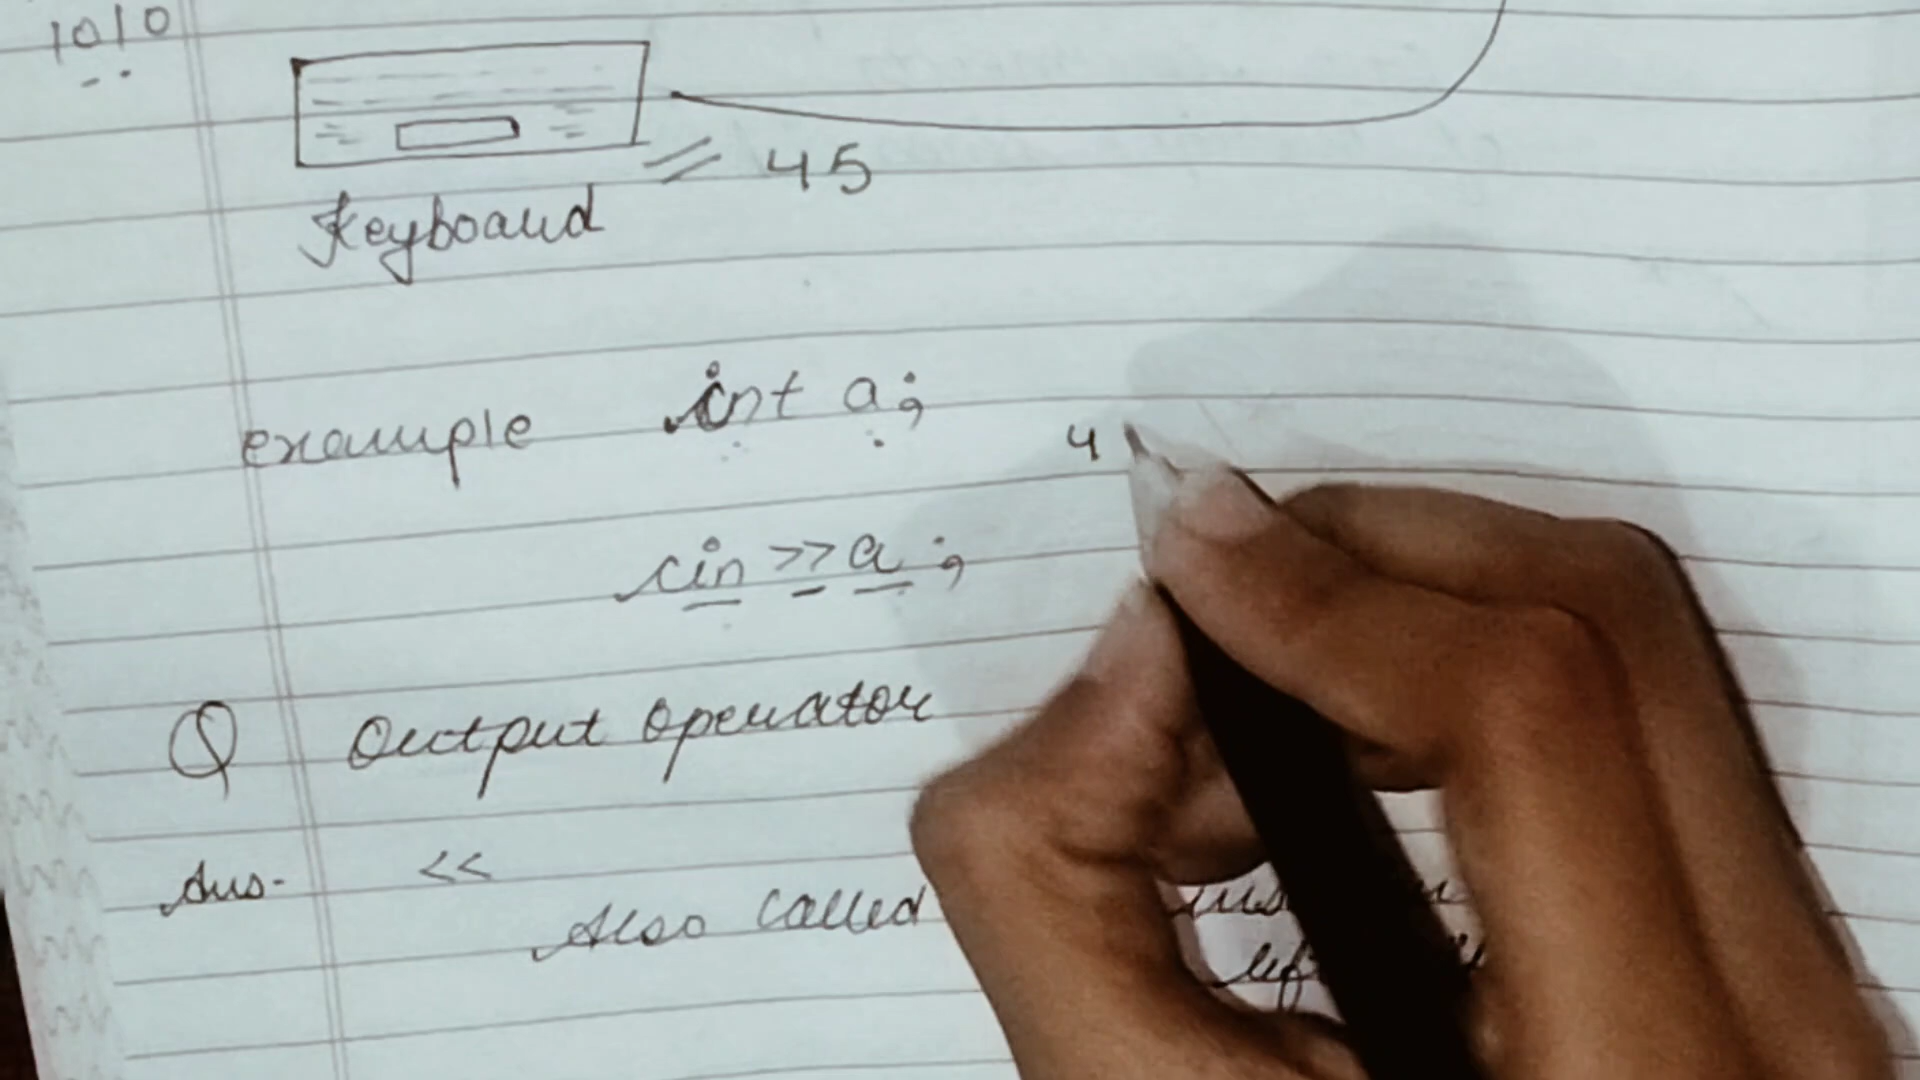 1010
45
Keyboard
example int a;
4
cin >> a ;
Q Output operator
Ans- <<
Also called